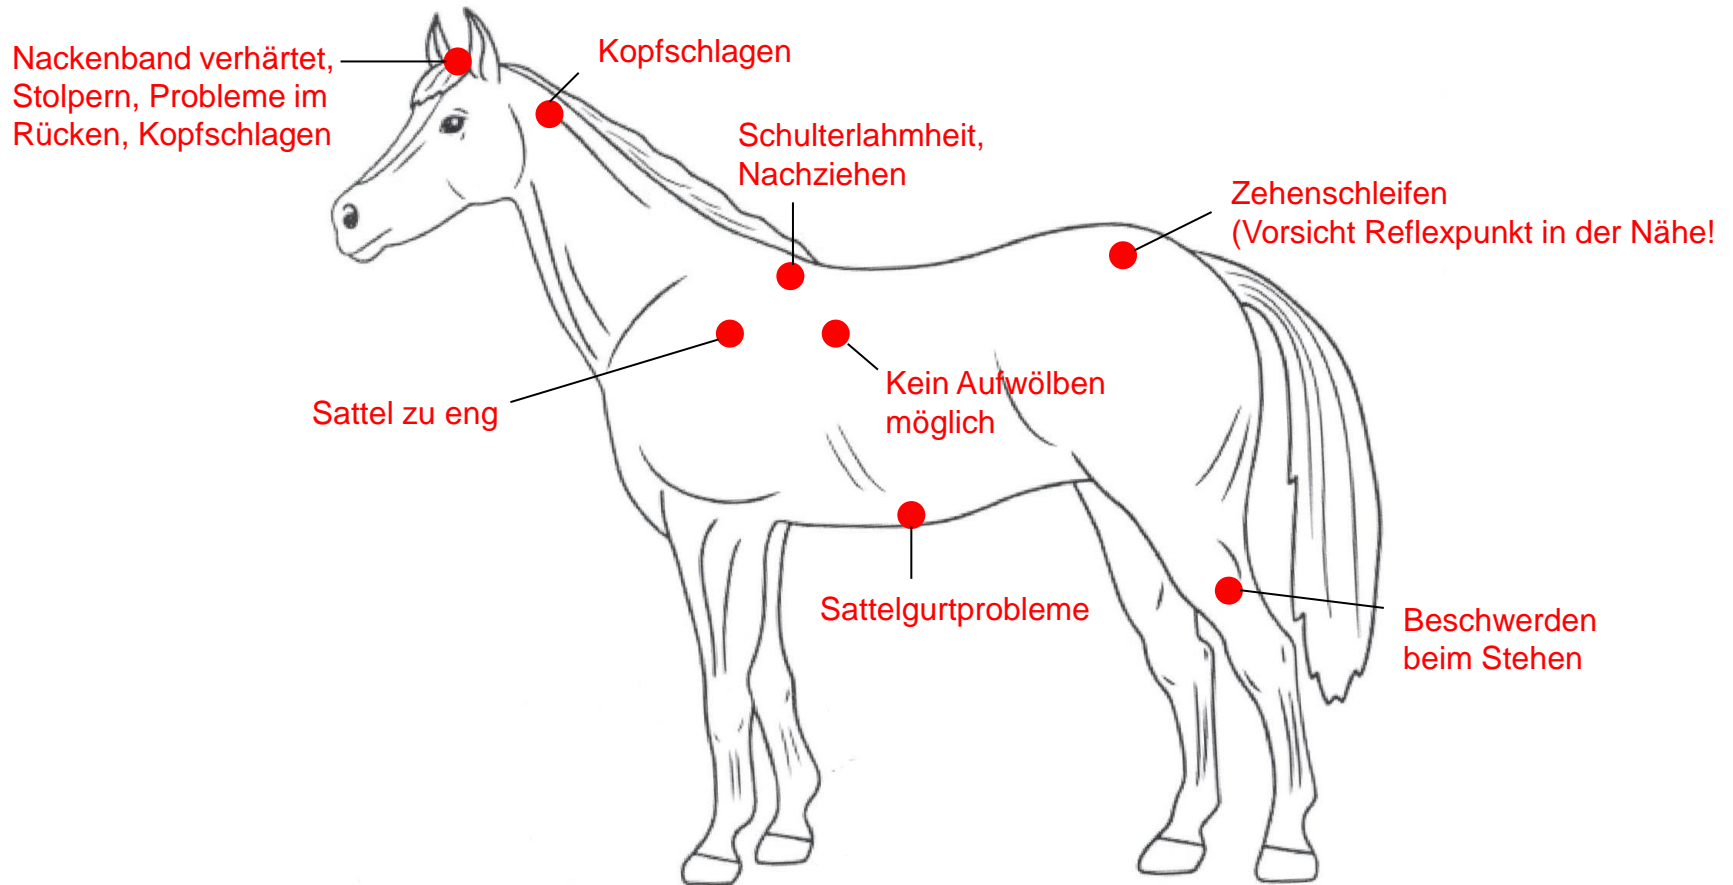 Nackenband verhärtet,
Stolpern, Probleme im
Rücken, Kopfschlagen
Kopfschlagen
Schulterlahmheit,
Nachziehen
Zehenschleifen
(Vorsicht Reflexpunkt in der Nähe!
Sattel zu eng
Kein Aufwölben
möglich
Sattelgurtprobleme
Beschwerden
beim Stehen